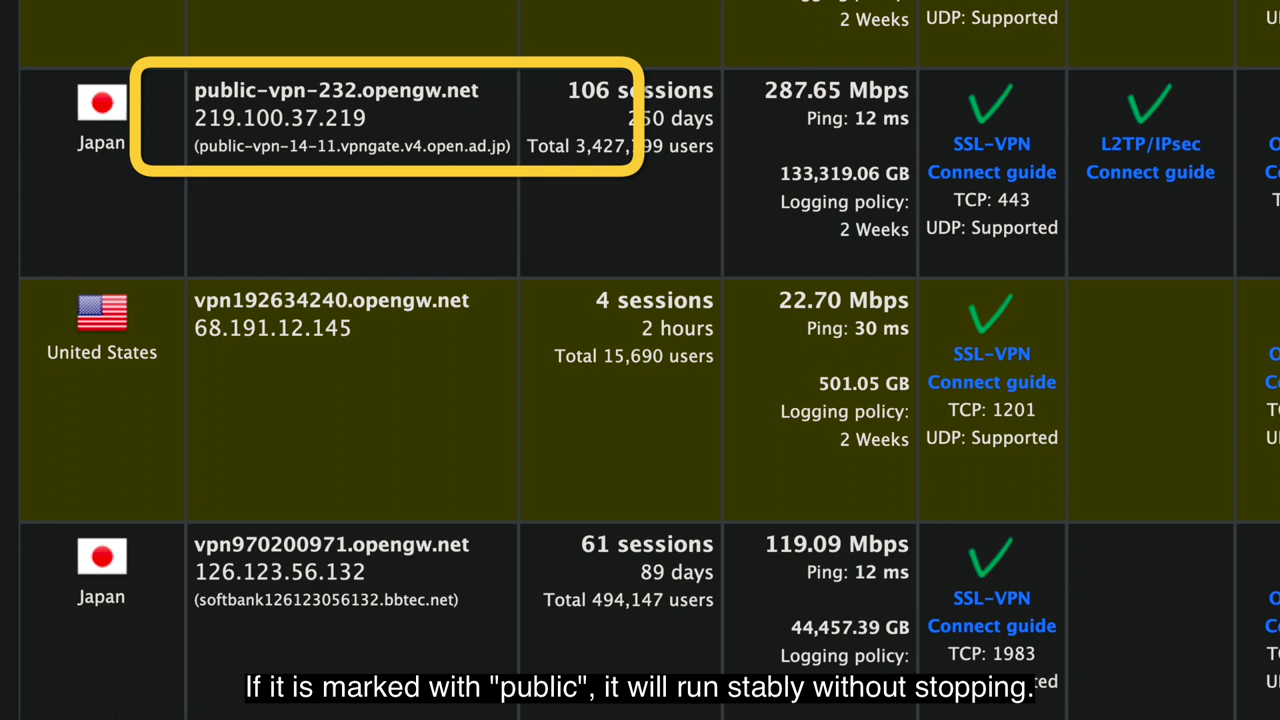 2 Weeks
UDP: Supported
Japan
public-vpn-232.opengw.net
219.100.37.219
(public-vpn-14-11.vpngate.v4.open.ad.jp)
106 sessions
days
Total
users
287.65 Mbps
Ping: 12 ms
133,319.06 GB
Logging policy:
2 Weeks
SSL-VPN
Connect guide
TCP: 443
UDP: Supported
L2TP/IPsec
Connect guide
United States
vpn192634240.opengw.net
68.191.12.145
4 sessions
2 hours
Total 15,690 users
22.70 Mbps
Ping: 30 ms
501.05 GB
Logging policy:
2 Weeks
SSL-VPN
Connect guide
TCP: 1201
UDP: Supported
Japan
vpn970200971.opengw.net
126.123.56.132
(softbank126123056132.bbtec.net)
61 sessions
89 days
Total 494,147 users
119.09 Mbps
Ping: 12 ms
44,457.39 GB
Logging policy:
SSL-VPN
Connect guide
TCP: 1983
If it is marked with "public", it will run stably without stopping.